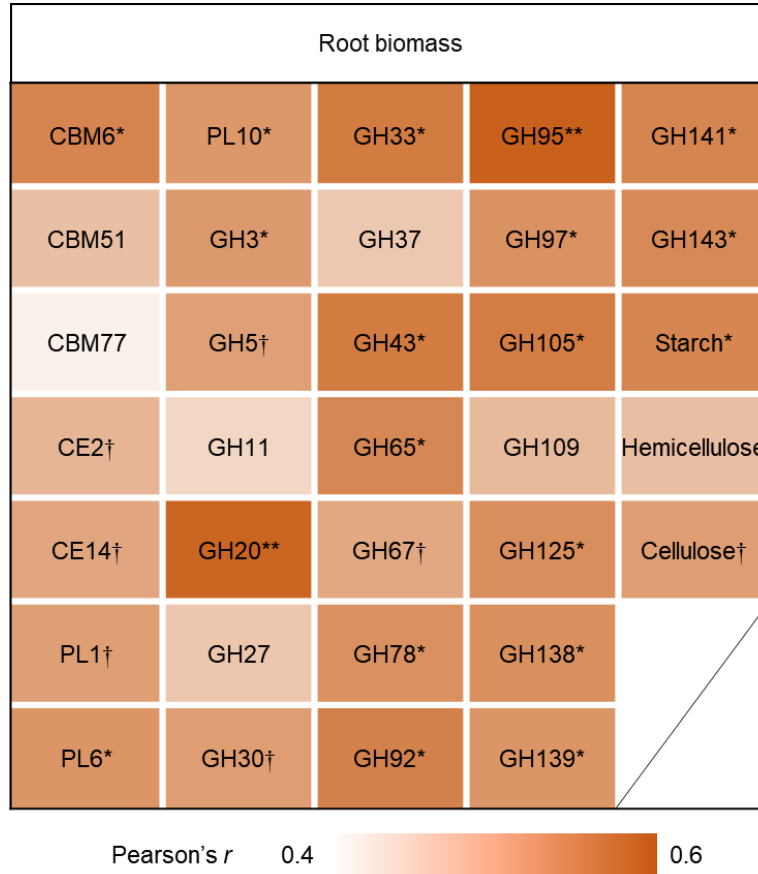 Root biomass
CBM6* PL10* GH33* GH95** GH141*
CBM51 GH3* GH37 GH97* GH143*
CBM77 GH5† GH43* GH105* Starch*
CE2† GH11 GH65* GH109 Hemicellulose
CE14† GH20** GH67† GH125* Cellulose†
PL1† GH27 GH78* GH138*
PL6* GH30† GH92* GH139*
Pearson's r 0.4 0.6